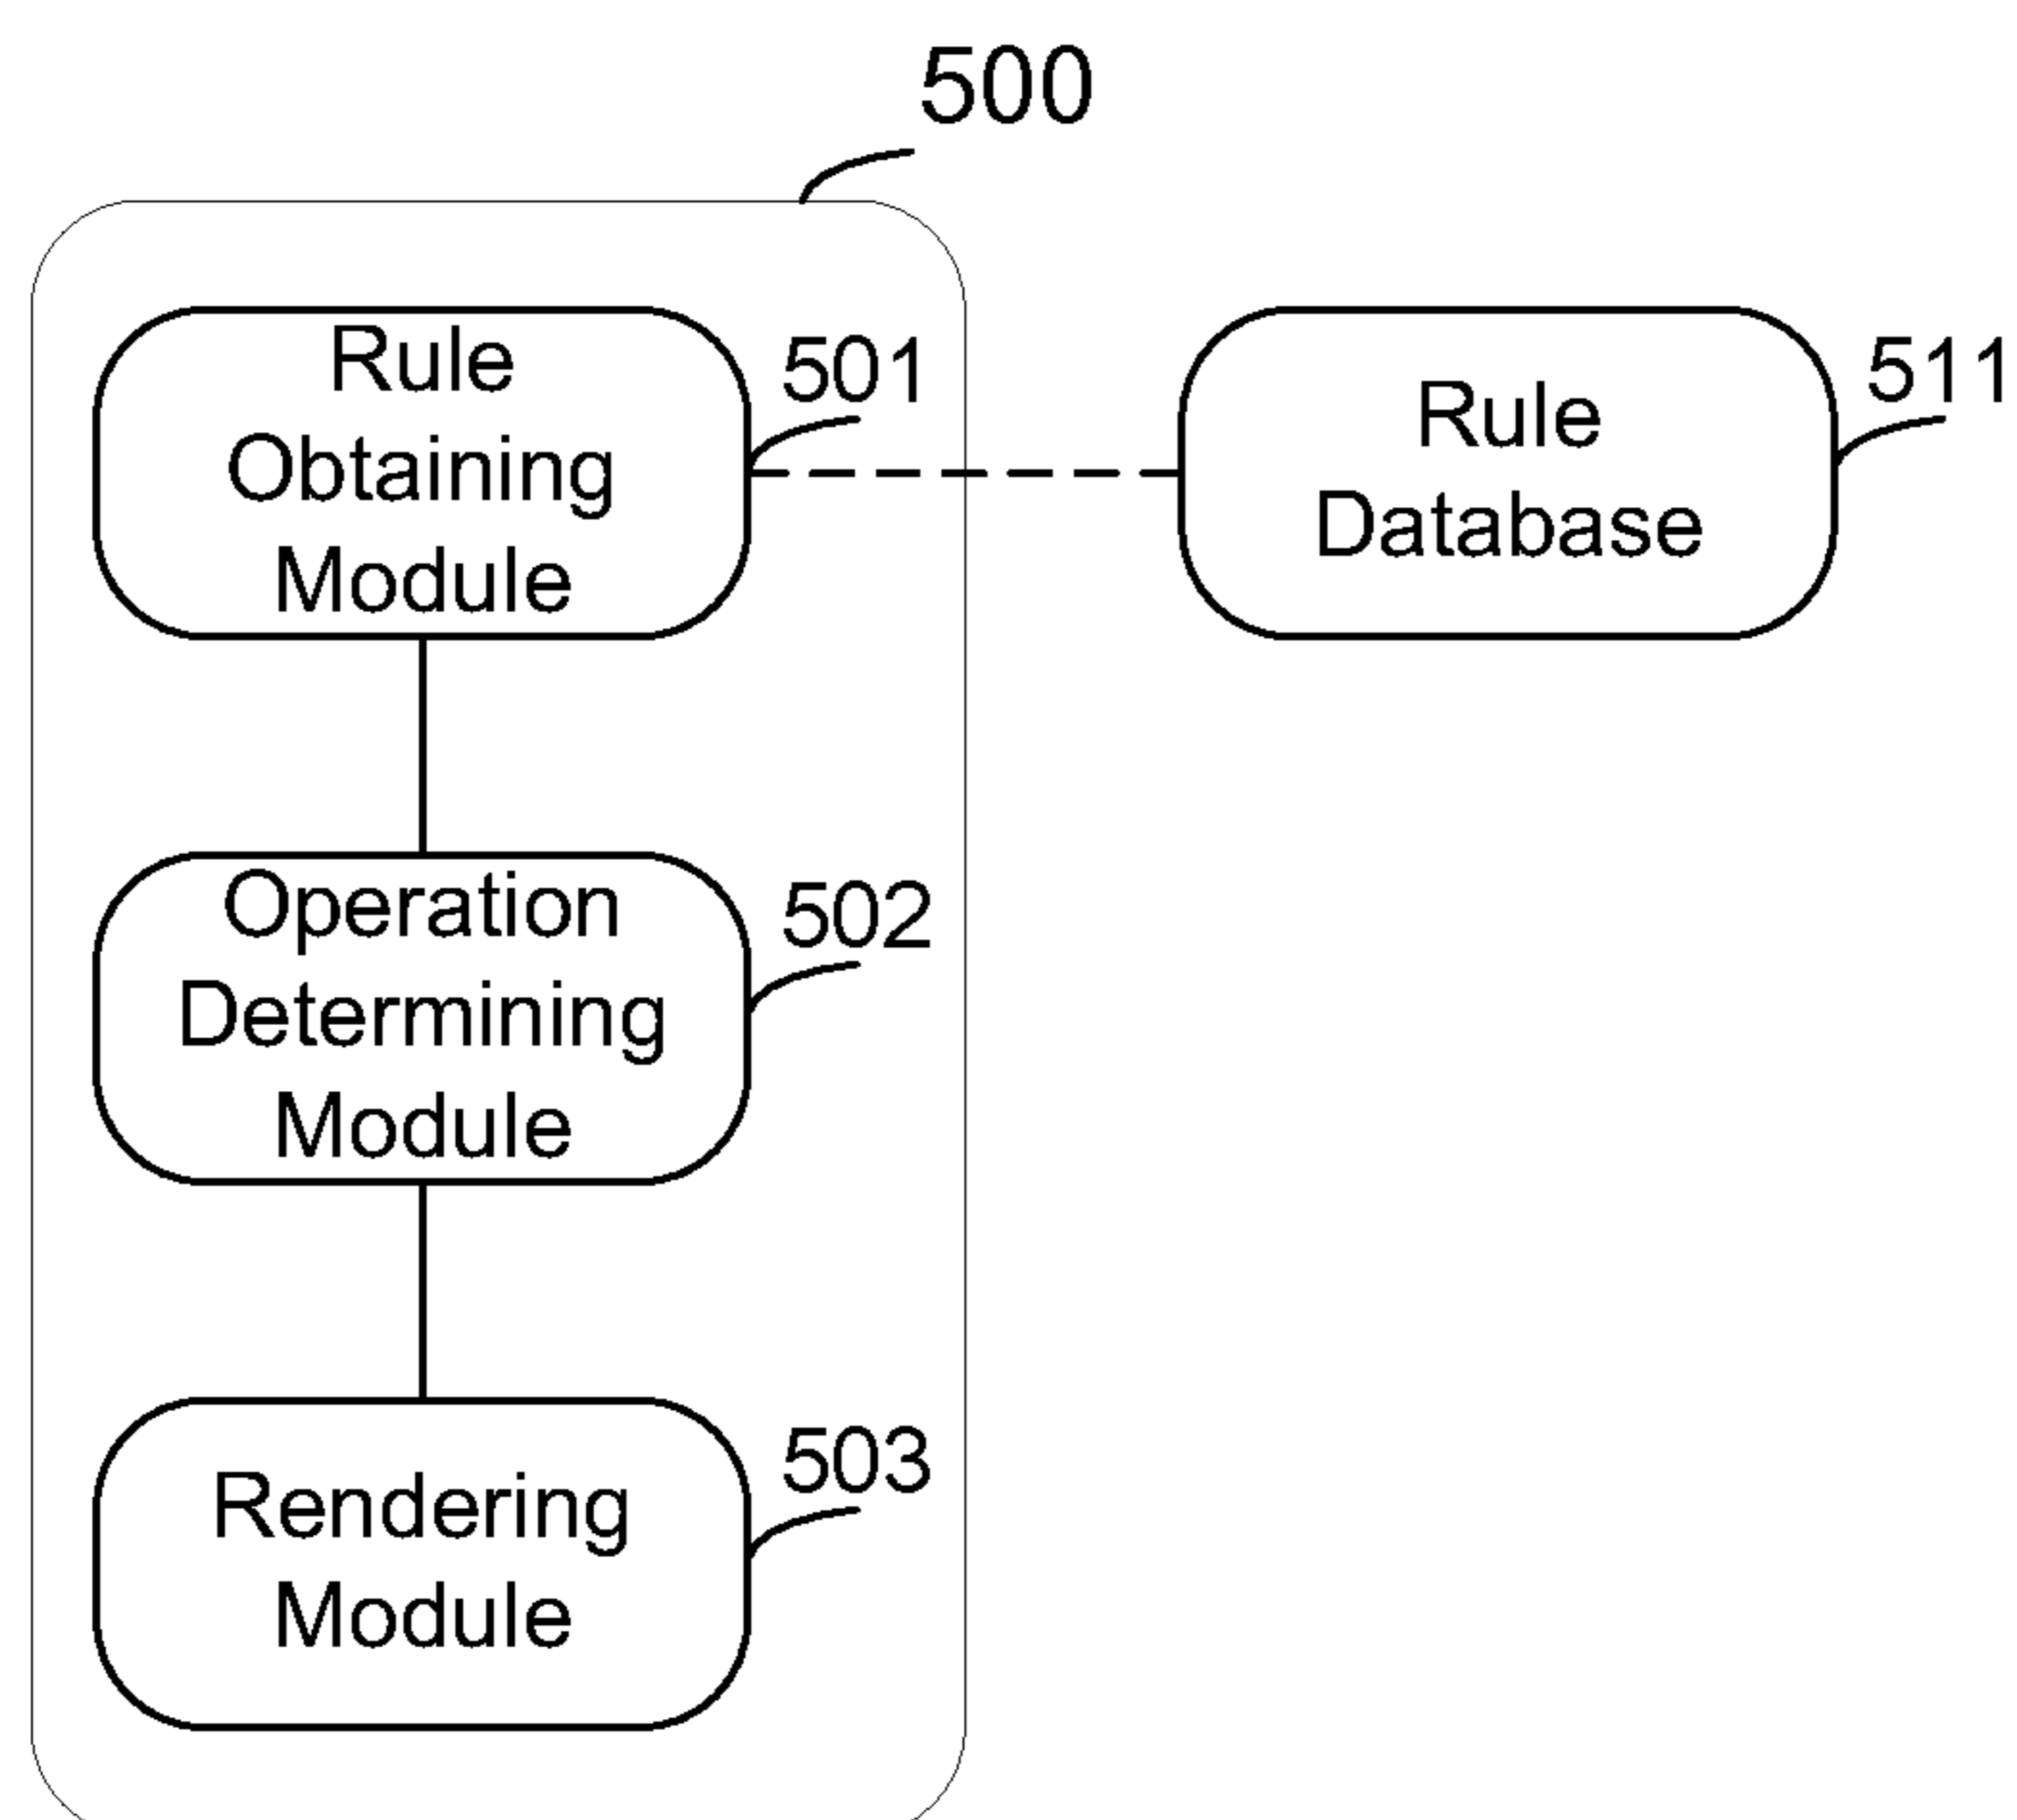 500
Rule
Obtaining
Module
501
Rule
Database
511
Operation
Determining
Module
502
Rendering
Module
503